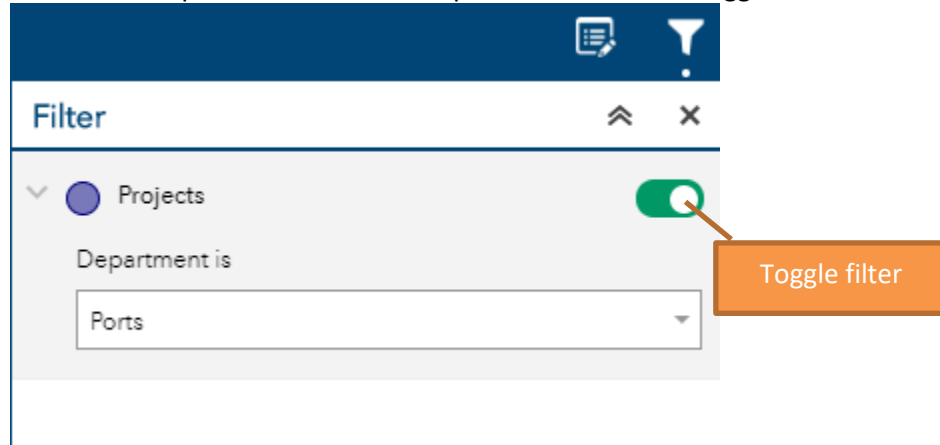 Filter
Projects
Department is
Ports
Toggle filter